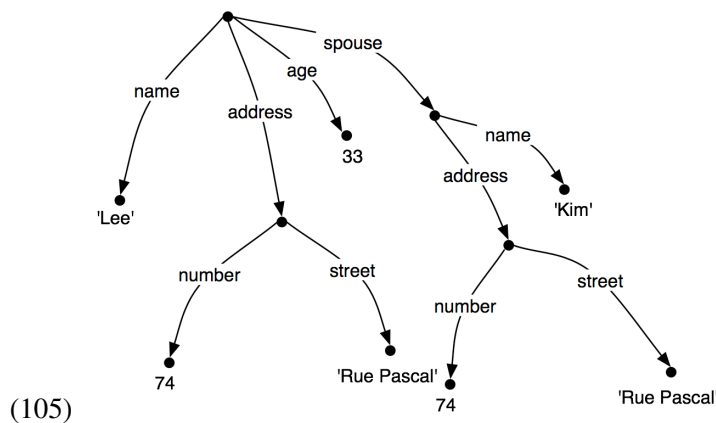 spouse
age
name
address
name
33
address
'Kim'
'Lee'
number
street
street
number
74
'Rue Pascal'
74
'Rue Pascal'
(105)